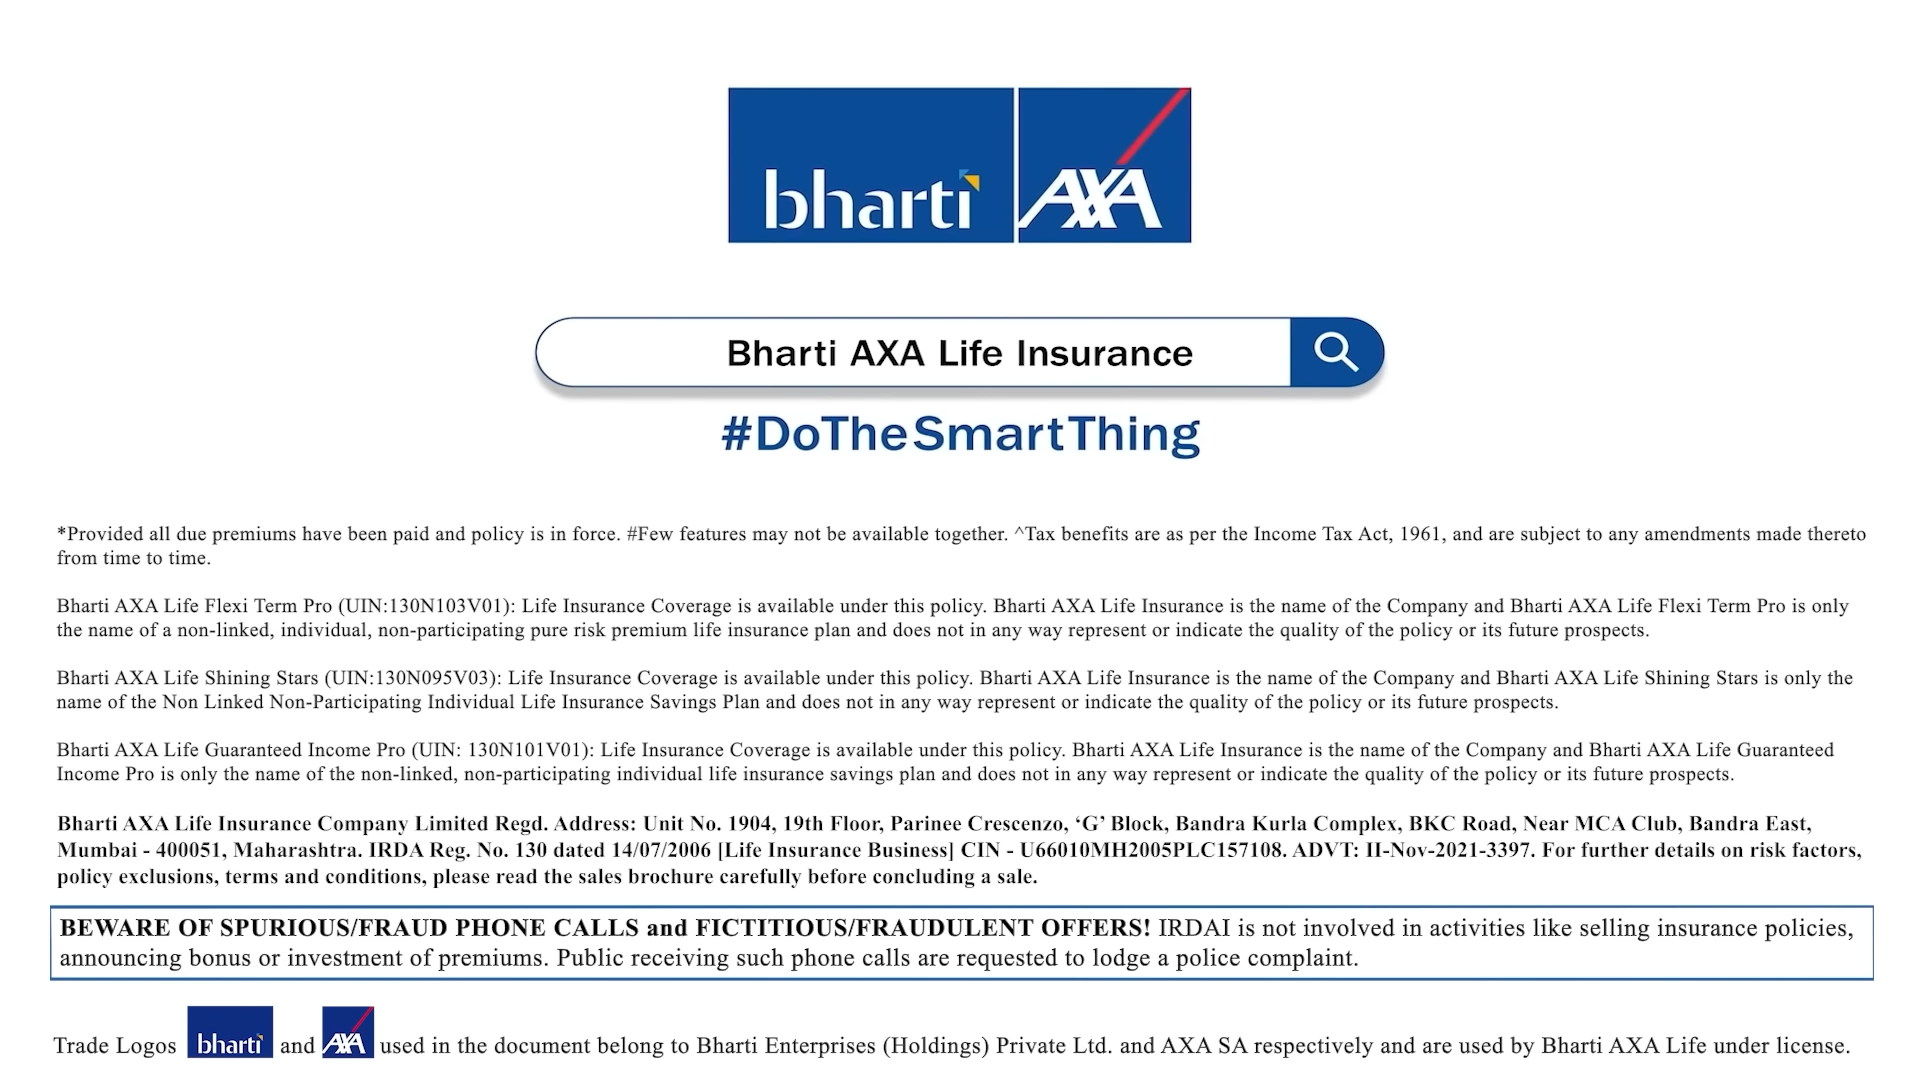 bharti AXA
Bharti AXA Life Insurance
#DoTheSmartThing
*Provided all due premiums have been paid and policy is in force. #Few features may not be available together. ^Tax benefits are as per the Income Tax Act, 1961, and are subject to any amendments made thereto
from time to time.
Bharti AXA Life Flexi Term Pro (UIN:130N103V01): Life Insurance Coverage is available under this policy. Bharti AXA Life Insurance is the name of the Company and Bharti AXA Life Flexi Term Pro is only
the name of a non-linked, individual, non-participating pure risk premium life insurance plan and does not in any way represent or indicate the quality of the policy or its future prospects.
Bharti AXA Life Shining Stars (UIN:130N095V03): Life Insurance Coverage is available under this policy. Bharti AXA Life Insurance is the name of the Company and Bharti AXA Life Shining Stars is only the
name of the Non Linked Non-Participating Individual Life Insurance Savings Plan and does not in any way represent or indicate the quality of the policy or its future prospects.
Bharti AXA Life Guaranteed Income Pro (UIN: 130N101V01): Life Insurance Coverage is available under this policy. Bharti AXA Life Insurance is the name of the Company and Bharti AXA Life Guaranteed
Income Pro is only the name of the non-linked, non-participating individual life insurance savings plan and does not in any way represent or indicate the quality of the policy or its future prospects.
Bharti AXA Life Insurance Company Limited Regd. Address: Unit No. 1904, 19th Floor, Parinee Crescenzo, ‘G’ Block, Bandra Kurla Complex, BKC Road, Near MCA Club, Bandra East,
Mumbai - 400051, Maharashtra. IRDA Reg. No. 130 dated 14/07/2006 [Life Insurance Business] CIN - U66010MH2005PLC157108. ADVT: II-Nov-2021-3397. For further details on risk factors,
policy exclusions, terms and conditions, please read the sales brochure carefully before concluding a sale.
BEWARE OF SPURIOUS/FRAUD PHONE CALLS and FICTITIOUS/FRAUDULENT OFFERS! IRDAI is not involved in activities like selling insurance policies,
announcing bonus or investment of premiums. Public receiving such phone calls are requested to lodge a police complaint.
Trade Logos bharti and AXA used in the document belong to Bharti Enterprises (Holdings) Private Ltd. and AXA SA respectively and are used by Bharti AXA Life under license.